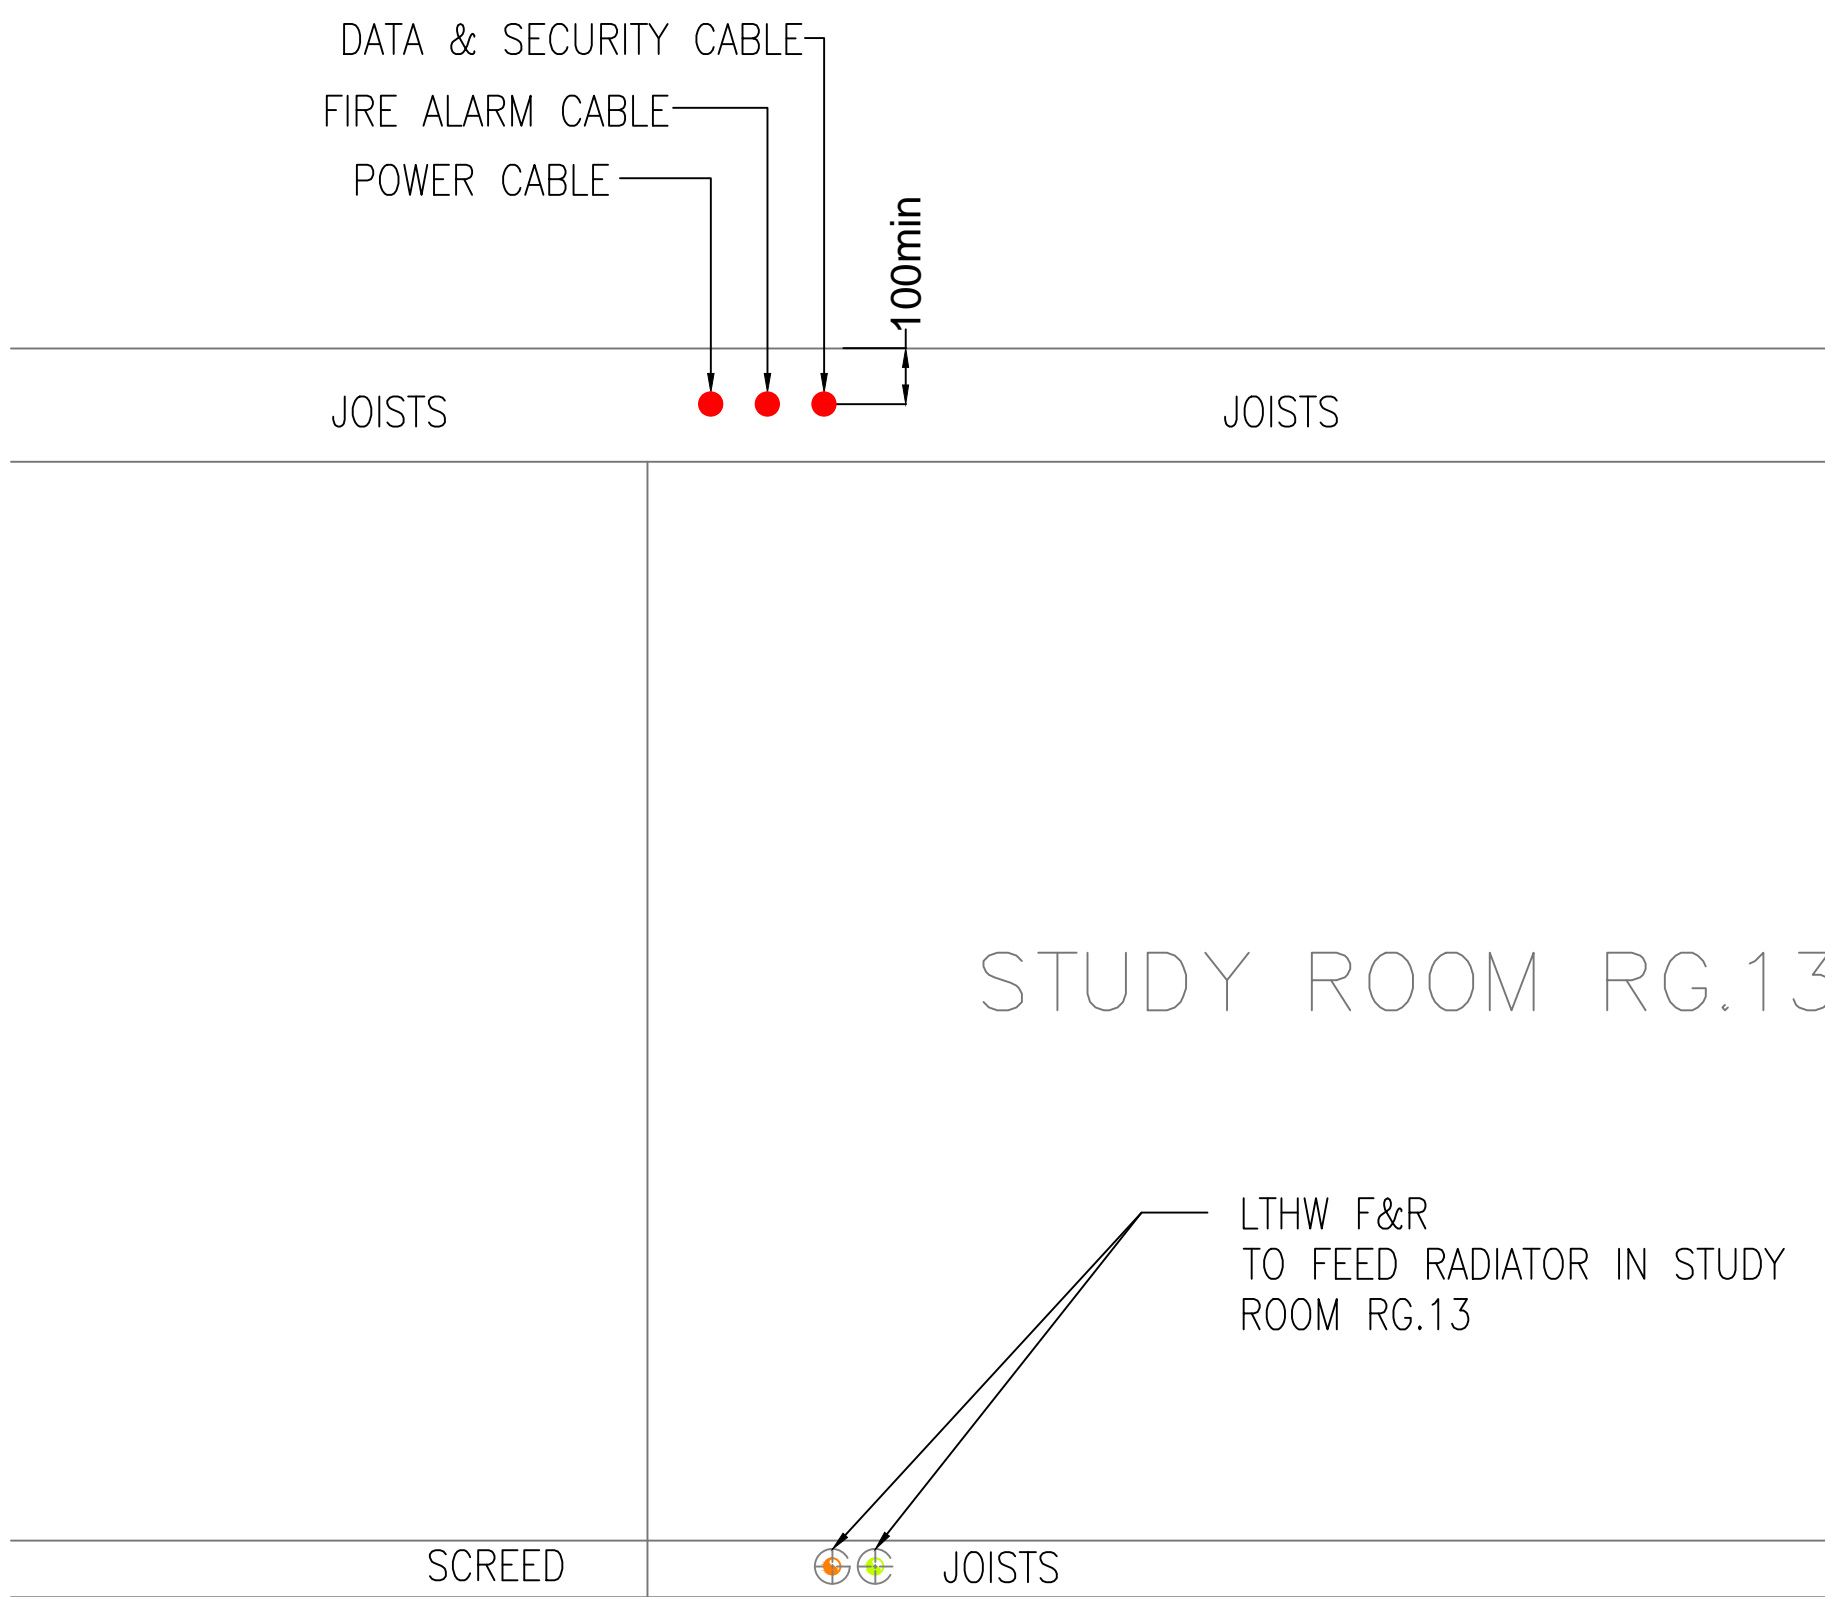 DATA & SECURITY CABLE
FIRE ALARM CABLE
POWER CABLE
100min
JOISTS
JOISTS
STUDY ROOM RG.13
LTHW F&R
TO FEED RADIATOR IN STUDY
ROOM RG.13
SCREED
JOISTS